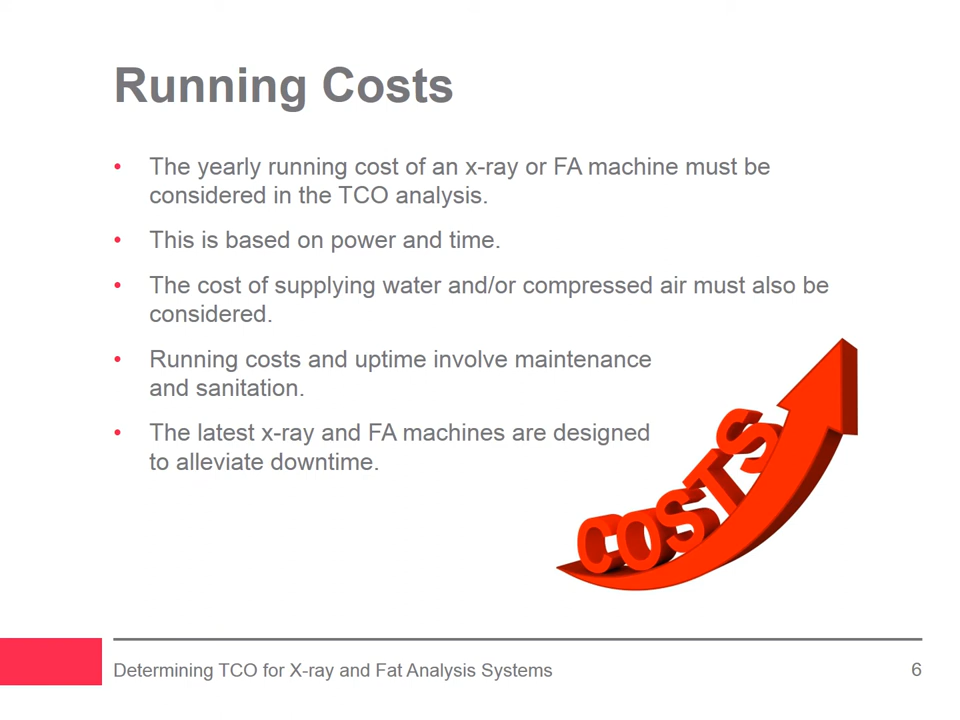 Running Costs
• The yearly running cost of an x-ray or FA machine must be
considered in the TCO analysis.
• This is based on power and time.
• The cost of supplying water and/or compressed air must also be
considered.
• Running costs and uptime involve maintenance
and sanitation.
• The latest x-ray and FA machines are designed
to alleviate downtime.
COSTS
Determining TCO for X-ray and Fat Analysis Systems
6